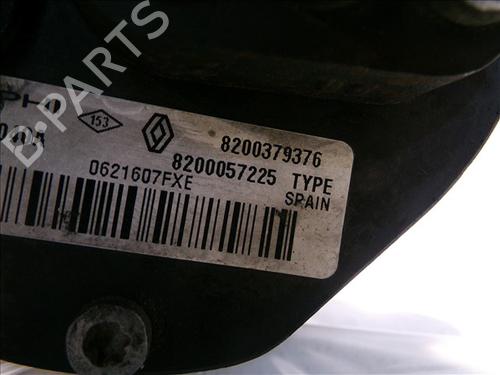 153
8200379376
8200057225 TYPE
0621607FXE
SPAIN
B-PARTS